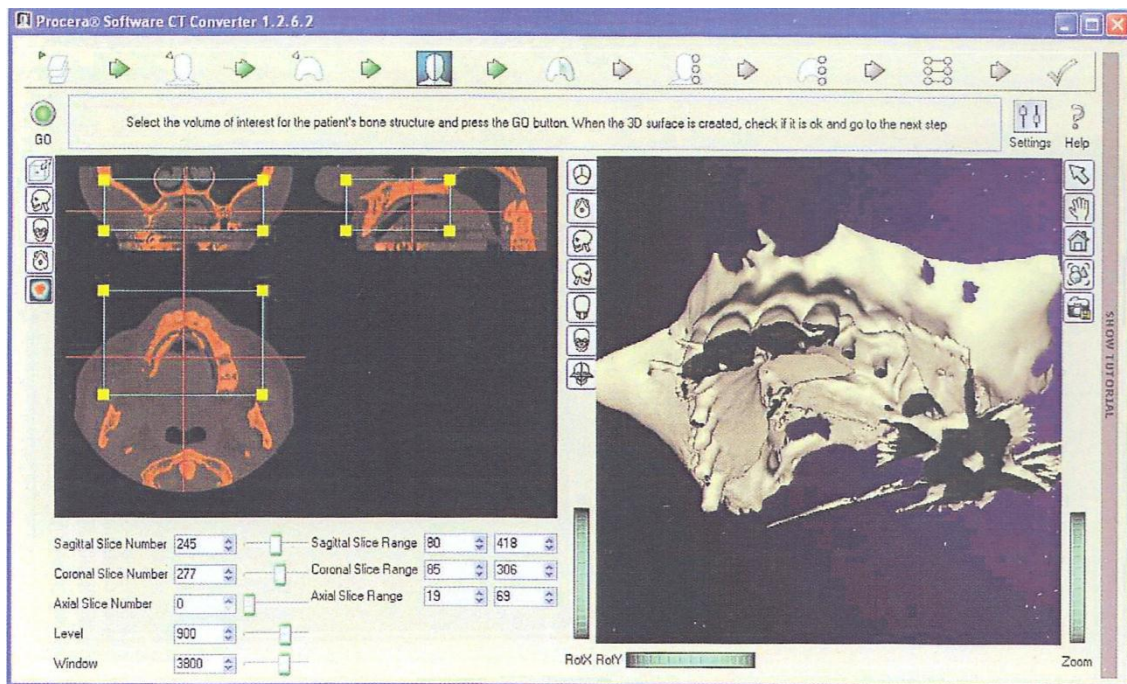 Procera® Software CT Converter 1.2.6.2
GO
Select the volume of interest for the patient's bone structure and press the GO button. When the 3D surface is created, check if it is ok and go to the next step
Settings
Help
SHOW TUTORIAL
Sagittal Slice Number 245
Sagittal Slice Range 80 418
Coronal Slice Number 277
Coronal Slice Range 85 306
Axial Slice Number 0
Axial Slice Range 19 69
Level 900
Window 3800
RotX RotY
Zoom